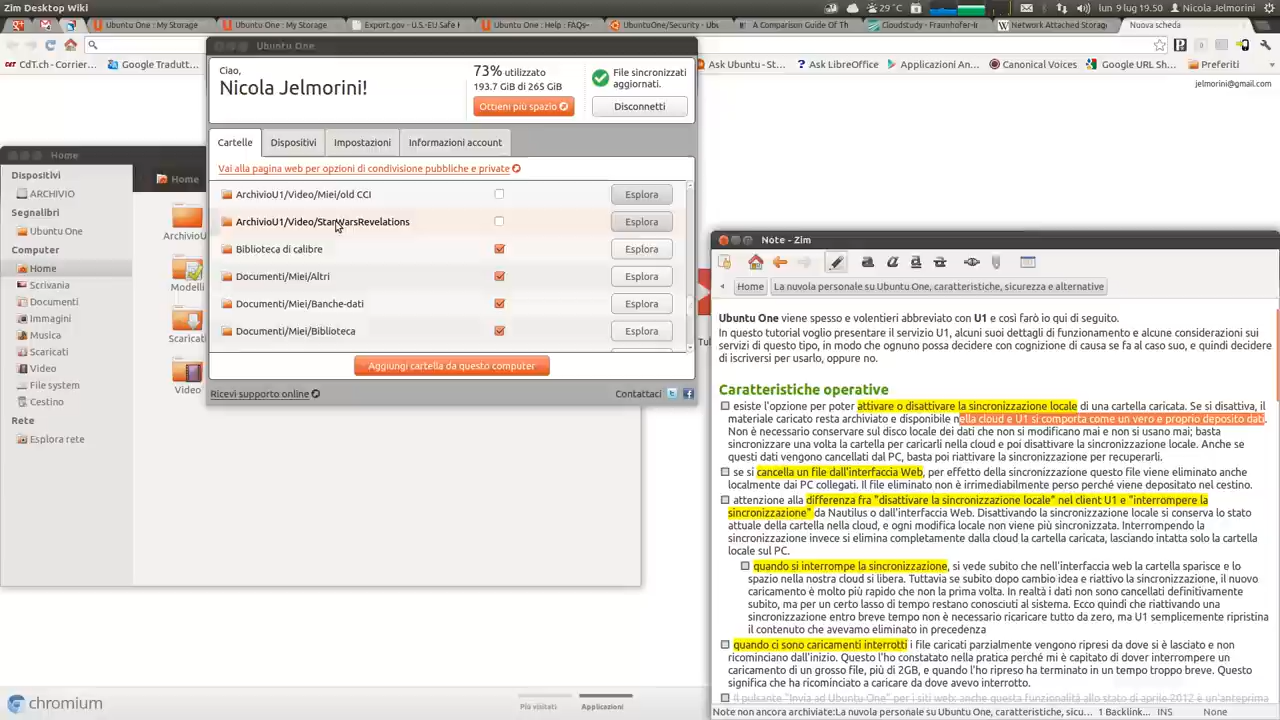 Zim Desktop Wiki
29 °C
lun 9 lug 19.50
Nicola Jelmorini
Ubuntu One : My Storage
Ubuntu One : My Storage
Export.gov - U.S.-EU Safe H
Ubuntu One : Help : FAQs
UbuntuOne/Security - Ubu
A Comparison Guide Of Th
Cloudstudy - Fraunhofer-In
Network Attached Storage
Nuova scheda
CdT.ch - Corrier...
Google Tradutt...
Ask Ubuntu - St...
Ask LibreOffice
Applicazioni An...
Canonical Voices
Google URL Sh...
Preferiti
jelmorini@gmail.com
Ubuntu One
Ciao,
Nicola Jelmorini!
73% utilizzato
193.7 GiB di 265 GiB
Ottieni più spazio
File sincronizzati
aggiornati.
Disconnetti
Cartelle
Dispositivi
Impostazioni
Informazioni account
Vai alla pagina web per opzioni di condivisione pubbliche e private
ArchivioU1/Video/Miei/old CCI
Esplora
ArchivioU1/Video/StarWarsRevelations
Esplora
Biblioteca di calibre
Esplora
Documenti/Miei/Altri
Esplora
Documenti/Miei/Banche-dati
Esplora
Documenti/Miei/Biblioteca
Esplora
Aggiungi cartella da questo computer
Ricevi supporto online
Contattaci
Home
Dispositivi
ARCHIVIO
Segnalibri
Ubuntu One
Computer
Home
Scrivania
Documenti
Immagini
Musica
Scaricati
Video
File system
Cestino
Rete
Esplora rete
Home
ArchivioU
Modelli
Scaricati
Video
Note - Zim
Home
La nuvola personale su Ubuntu One, caratteristiche, sicurezza e alternative
Ubuntu One viene spesso e volentieri abbreviato con U1 e così farò io qui di seguito.
In questo tutorial voglio presentare il servizio U1, alcuni suoi dettagli di funzionamento e alcune considerazioni sui
servizi di questo tipo, in modo che ognuno possa decidere con cognizione di causa se fa al caso suo, e quindi decidere
di iscriversi per usarlo, oppure no.
Caratteristiche operative
esiste l'opzione per poter attivare o disattivare la sincronizzazione locale di una cartella caricata. Se si disattiva, il
materiale caricato resta archiviato e disponibile nella cloud e U1 si comporta come un vero e proprio deposito dati.
Non è necessario conservare sul disco locale dei dati che non si modificano mai e non si usano mai; basta
sincronizzare una volta la cartella per caricarli nella cloud e poi disattivare la sincronizzazione locale. Anche se
questi dati vengono cancellati dal PC, basta poi riattivare la sincronizzazione per recuperarli.
se si cancella un file dall'interfaccia Web, per effetto della sincronizzazione questo file viene eliminato anche
localmente dai PC collegati. Il file eliminato non è irrimediabilmente perso perché viene depositato nel cestino.
attenzione alla differenza fra "disattivare la sincronizzazione locale" nel client U1 e "interrompere la
sincronizzazione" da Nautilus o dall'interfaccia Web. Disattivando la sincronizzazione locale si conserva lo stato
attuale della cartella nella cloud, e ogni modifica locale non viene più sincronizzata. Interrompendo la
sincronizzazione invece si elimina completamente dalla cloud la cartella caricata, lasciando intatta solo la cartella
locale sul PC.
quando si interrompe la sincronizzazione, si vede subito che nell'interfaccia web la cartella sparisce e lo
spazio nella nostra cloud si libera. Tuttavia se subito dopo cambio idea e riattivo la sincronizzazione, il nuovo
caricamento è molto più rapido che non la prima volta. In realtà i dati non sono cancellati definitivamente
subito, ma per un certo lasso di tempo restano conosciuti al sistema. Ecco quindi che riattivando una
sincronizzazione entro breve tempo non è necessario ricaricare tutto da zero, ma U1 semplicemente ripristina
il contenuto che avevamo eliminato in precedenza
quando ci sono caricamenti interrotti i file caricati parzialmente vengono ripresi da dove si è lasciato e non
ricominciano dall'inizio. Questo l'ho constatato nella pratica perché mi è capitato di dover interrompere un
caricamento di un grosso file, più di 2GB, e quando l'ho ripreso ha terminato in un tempo troppo breve. Questo
significa che ha ricominciato a caricare da dove avevo interrotto.
Il pulsante "Invia ad Ubuntu One" per i siti web: anche questa funzionalità allo stato di aprile 2012 è un'anteprima
Note non ancora archiviate:La nuvola personale su Ubuntu One, caratteristiche, sicu...
1 Backlink...
INS
None
chromium
Più visitati
Applicazioni